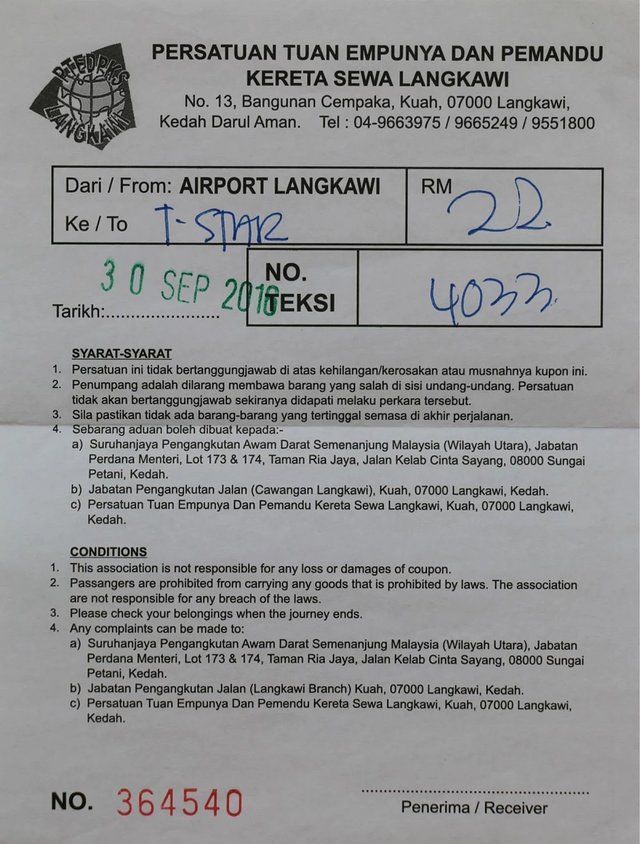 PTEDPKS
LANGKAWI
PERSATUAN TUAN EMPUNYA DAN PEMANDU
KERETA SEWA LANGKAWI
No. 13, Bangunan Cempaka, Kuah, 07000 Langkawi,
Kedah Darul Aman. Tel : 04-9663975 / 9665249 / 9551800
Dari / From: AIRPORT LANGKAWI
RM 22
Ke / To T-STAR
Tarikh:...................... 30 SEP 2016
NO. TEKSI
4033
SYARAT-SYARAT
1. Persatuan ini tidak bertanggungjawab di atas kehilangan/kerosakan atau musnahnya kupon ini.
2. Penumpang adalah dilarang membawa barang yang salah di sisi undang-undang. Persatuan
tidak akan bertanggungjawab sekiranya didapati melaku perkara tersebut.
3. Sila pastikan tidak ada barang-barang yang tertinggal semasa di akhir perjalanan.
4. Sebarang aduan boleh dibuat kepada:-
a) Suruhanjaya Pengangkutan Awam Darat Semenanjung Malaysia (Wilayah Utara), Jabatan
Perdana Menteri, Lot 173 & 174, Taman Ria Jaya, Jalan Kelab Cinta Sayang, 08000 Sungai
Petani, Kedah.
b) Jabatan Pengangkutan Jalan (Cawangan Langkawi), Kuah, 07000 Langkawi, Kedah.
c) Persatuan Tuan Empunya Dan Pemandu Kereta Sewa Langkawi, Kuah, 07000 Langkawi,
Kedah.
CONDITIONS
1. This association is not responsible for any loss or damages of coupon.
2. Passangers are prohibited from carrying any goods that is prohibited by laws. The association
are not responsible for any breach of the laws.
3. Please check your belongings when the journey ends.
4. Any complaints can be made to:
a) Suruhanjaya Pengangkutan Awam Darat Semenanjung Malaysia (Wilayah Utara), Jabatan
Perdana Menteri, Lot 173 & 174, Taman Ria Jaya, Jalan Kelab Cinta Sayang, 08000 Sungai
Petani, Kedah.
b) Jabatan Pengangkutan Jalan (Langkawi Branch) Kuah, 07000 Langkawi, Kedah.
c) Persatuan Tuan Empunya Dan Pemendu Kereta Sewa Langkawi, Kuah, 07000 Langkawi,
Kedah.
NO. 364540
Penerima / Receiver